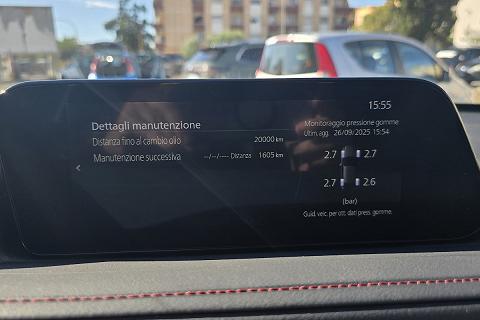 15:55
Dettagli manutenzione
Distanza fino al cambio olio 20000 km
Manutenzione successiva --/--/---- Distanza 1605 km
Monitoraggio pressione gomme
Ultim. agg. 26/09/2025 15:54
2.7 2.7
2.7 2.6
(bar)
Guid. veic. per ott. dati press. gomme.